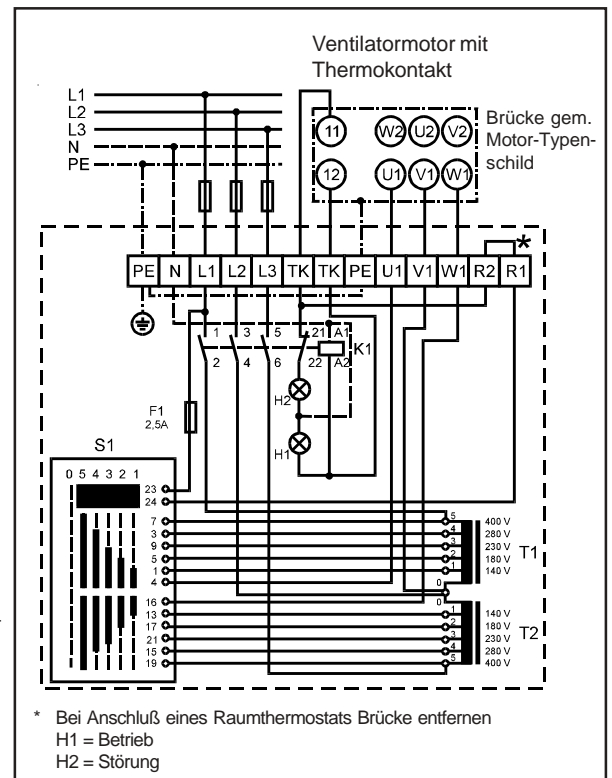 Ventilatormotor mit
Thermokontakt
L1
L2
L3
N
PE
11 W2 U2 V2
12 U1 V1 W1
Brücke gem.
Motor-Typen-
schild
*
PE N L1 L2 L3 TK TK PE U1 V1 W1 R2 R1
1 3 5 21 A1
2 4 6 22 A2
K1
H2
H1
F1
2,5A
S1
0 5 4 3 2 1
23
24
7
3
9
5
1
4
16
13
17
21
15
19
5 400 V
4 280 V
3 230 V
2 180 V
1 140 V
0
T1
0
1 140 V
2 180 V
3 230 V
4 280 V
5 400 V
T2
* Bei Anschluß eines Raumthermostats Brücke entfernen
H1 = Betrieb
H2 = Störung